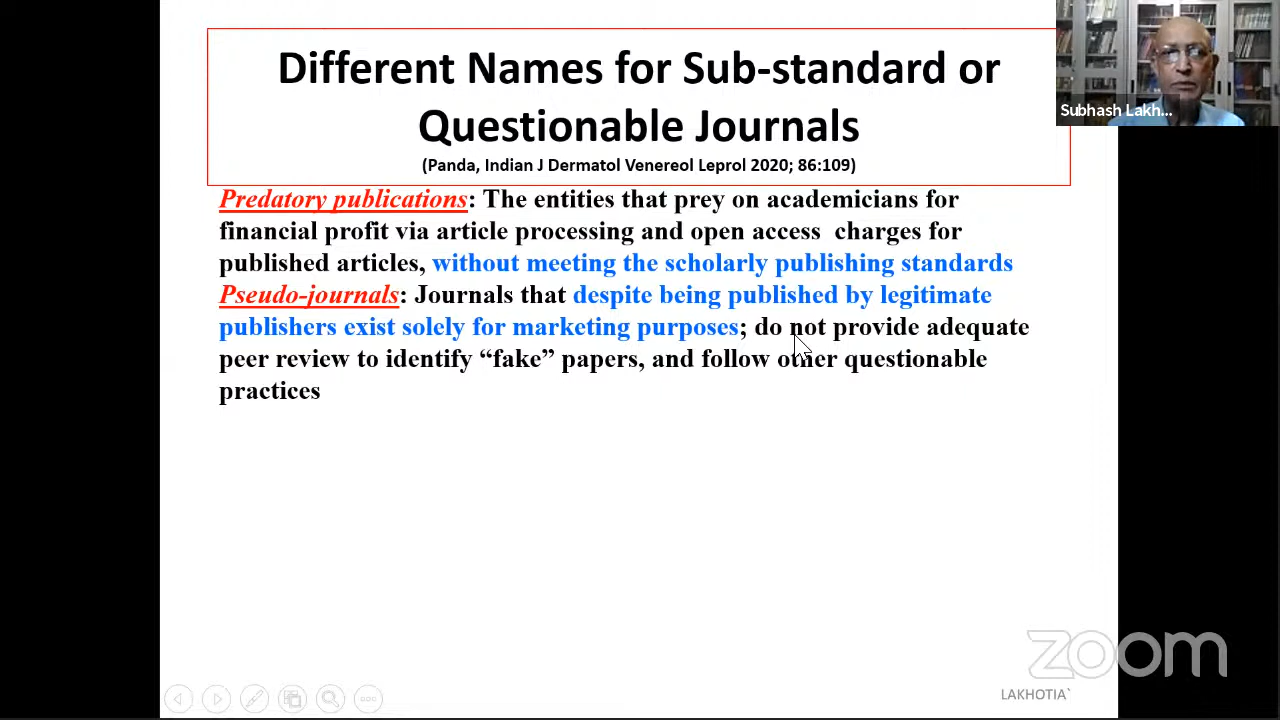 Different Names for Sub-standard or
Questionable Journals
(Panda, Indian J Dermatol Venereol Leprol 2020; 86:109)
Subhash Lakh...
Predatory publications: The entities that prey on academicians for
financial profit via article processing and open access charges for
published articles, without meeting the scholarly publishing standards
Pseudo-journals: Journals that despite being published by legitimate
publishers exist solely for marketing purposes; do not provide adequate
peer review to identify “fake” papers, and follow other questionable
practices
zoom
LAKHOTIA`